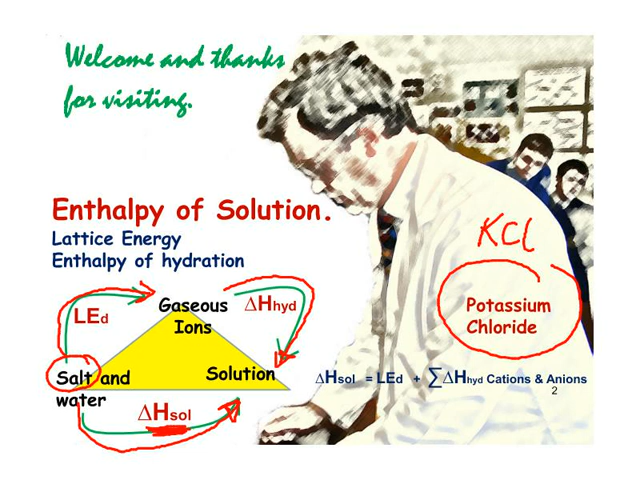 Welcome and thanks
for visiting.
Enthalpy of Solution.
Lattice Energy
Enthalpy of hydration
KCl
Potassium
Chloride
Gaseous
Ions
LEd
ΔHhyd
Salt and
water
Solution
ΔHsol
ΔHsol = LEd + ∑ΔHhyd Cations & Anions
2